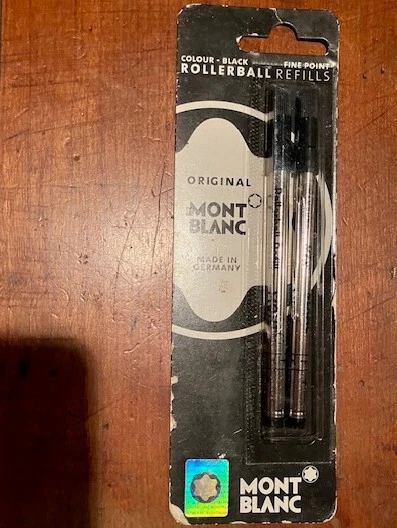 COLOUR - BLACK
FINE POINT
ROLLERBALL REFILLS
ORIGINAL
MONT
BLANC
MADE IN
GERMANY
MONT
BLANC